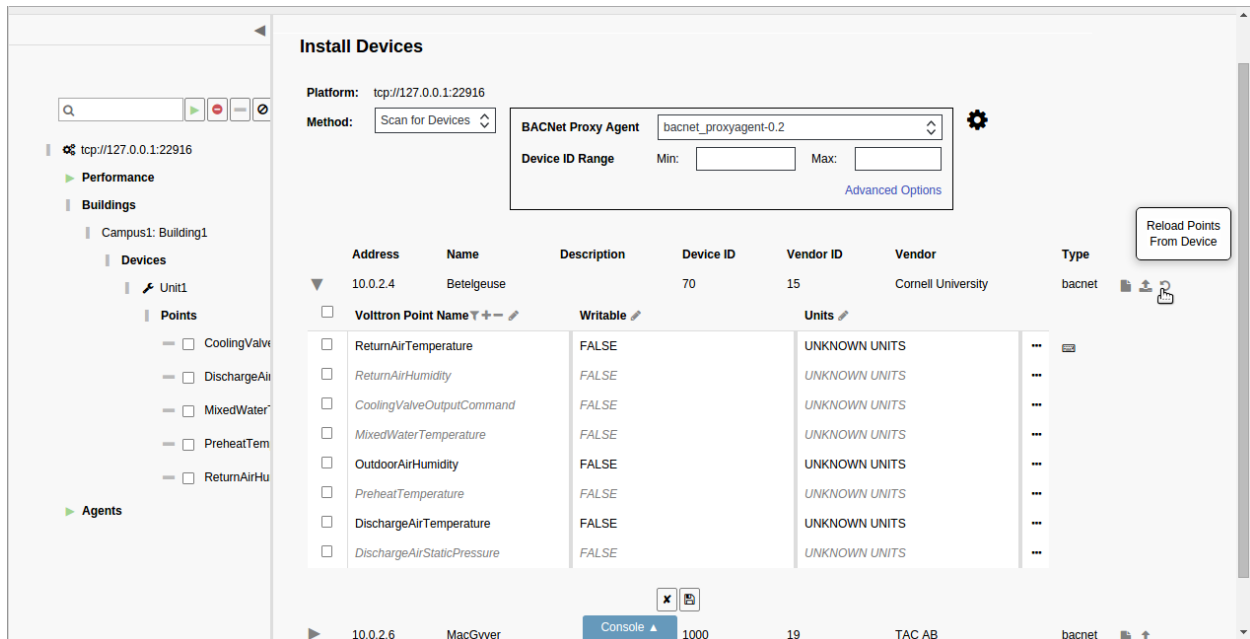 Install Devices
Platform: tcp://127.0.0.1:22916
Method: Scan for Devices
BACNet Proxy Agent bacnet_proxyagent-0.2
Device ID Range Min: Max:
Advanced Options
tcp://127.0.0.1:22916
Performance
Buildings
Campus1: Building1
Devices
Unit1
Points
CoolingValve
DischargeAi
MixedWater
PreheatTem
ReturnAirHu
Agents
Reload Points
From Device
Address Name Description Device ID Vendor ID Vendor Type
10.0.2.4 Betelgeuse 70 15 Cornell University bacnet
Volttron Point Name Writable Units
ReturnAirTemperature FALSE UNKNOWN UNITS
ReturnAirHumidity FALSE UNKNOWN UNITS
CoolingValveOutputCommand FALSE UNKNOWN UNITS
MixedWaterTemperature FALSE UNKNOWN UNITS
OutdoorAirHumidity FALSE UNKNOWN UNITS
PreheatTemperature FALSE UNKNOWN UNITS
DischargeAirTemperature FALSE UNKNOWN UNITS
DischargeAirStaticPressure FALSE UNKNOWN UNITS
Console ▲
10.0.2.6 MacGyver 1000 19 TAC AB bacnet